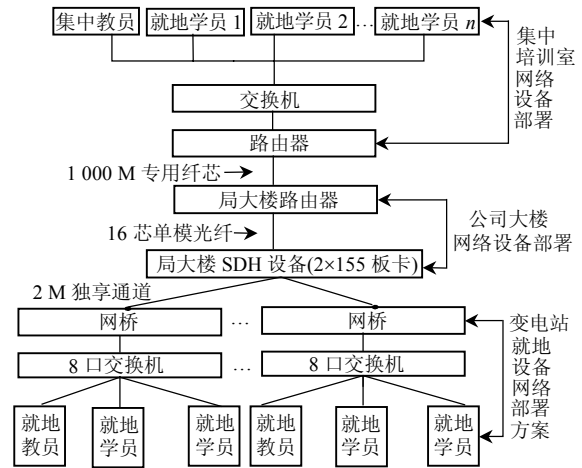 集中教员 就地学员 1 就地学员 2 … 就地学员 n
集中
培训室
网络
设备
部署
交换机
路由器
1 000 M 专用纤芯
局大楼路由器
16 芯单模光纤
公司大楼
网络设备部署
局大楼 SDH 设备(2×155 板卡)
2 M 独享通道
网桥 … 网桥
8 口交换机 … 8 口交换机
变电站
就地
设备
网络
部署
方案
就地
教员
就地
学员
就地
学员
就地
教员
就地
学员
就地
学员